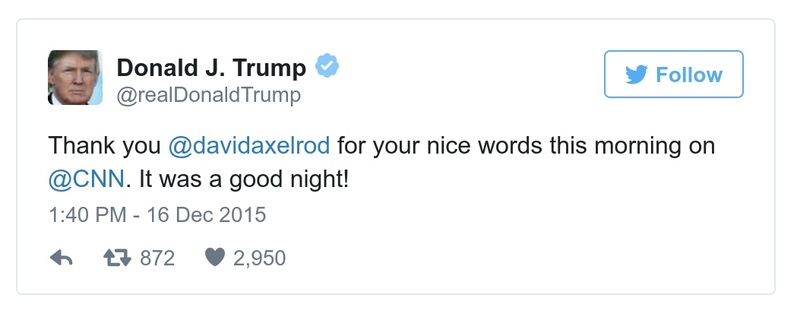 Donald J. Trump
@realDonaldTrump
Follow
Thank you @davidaxelrod for your nice words this morning on
@CNN. It was a good night!
1:40 PM - 16 Dec 2015
872 2,950